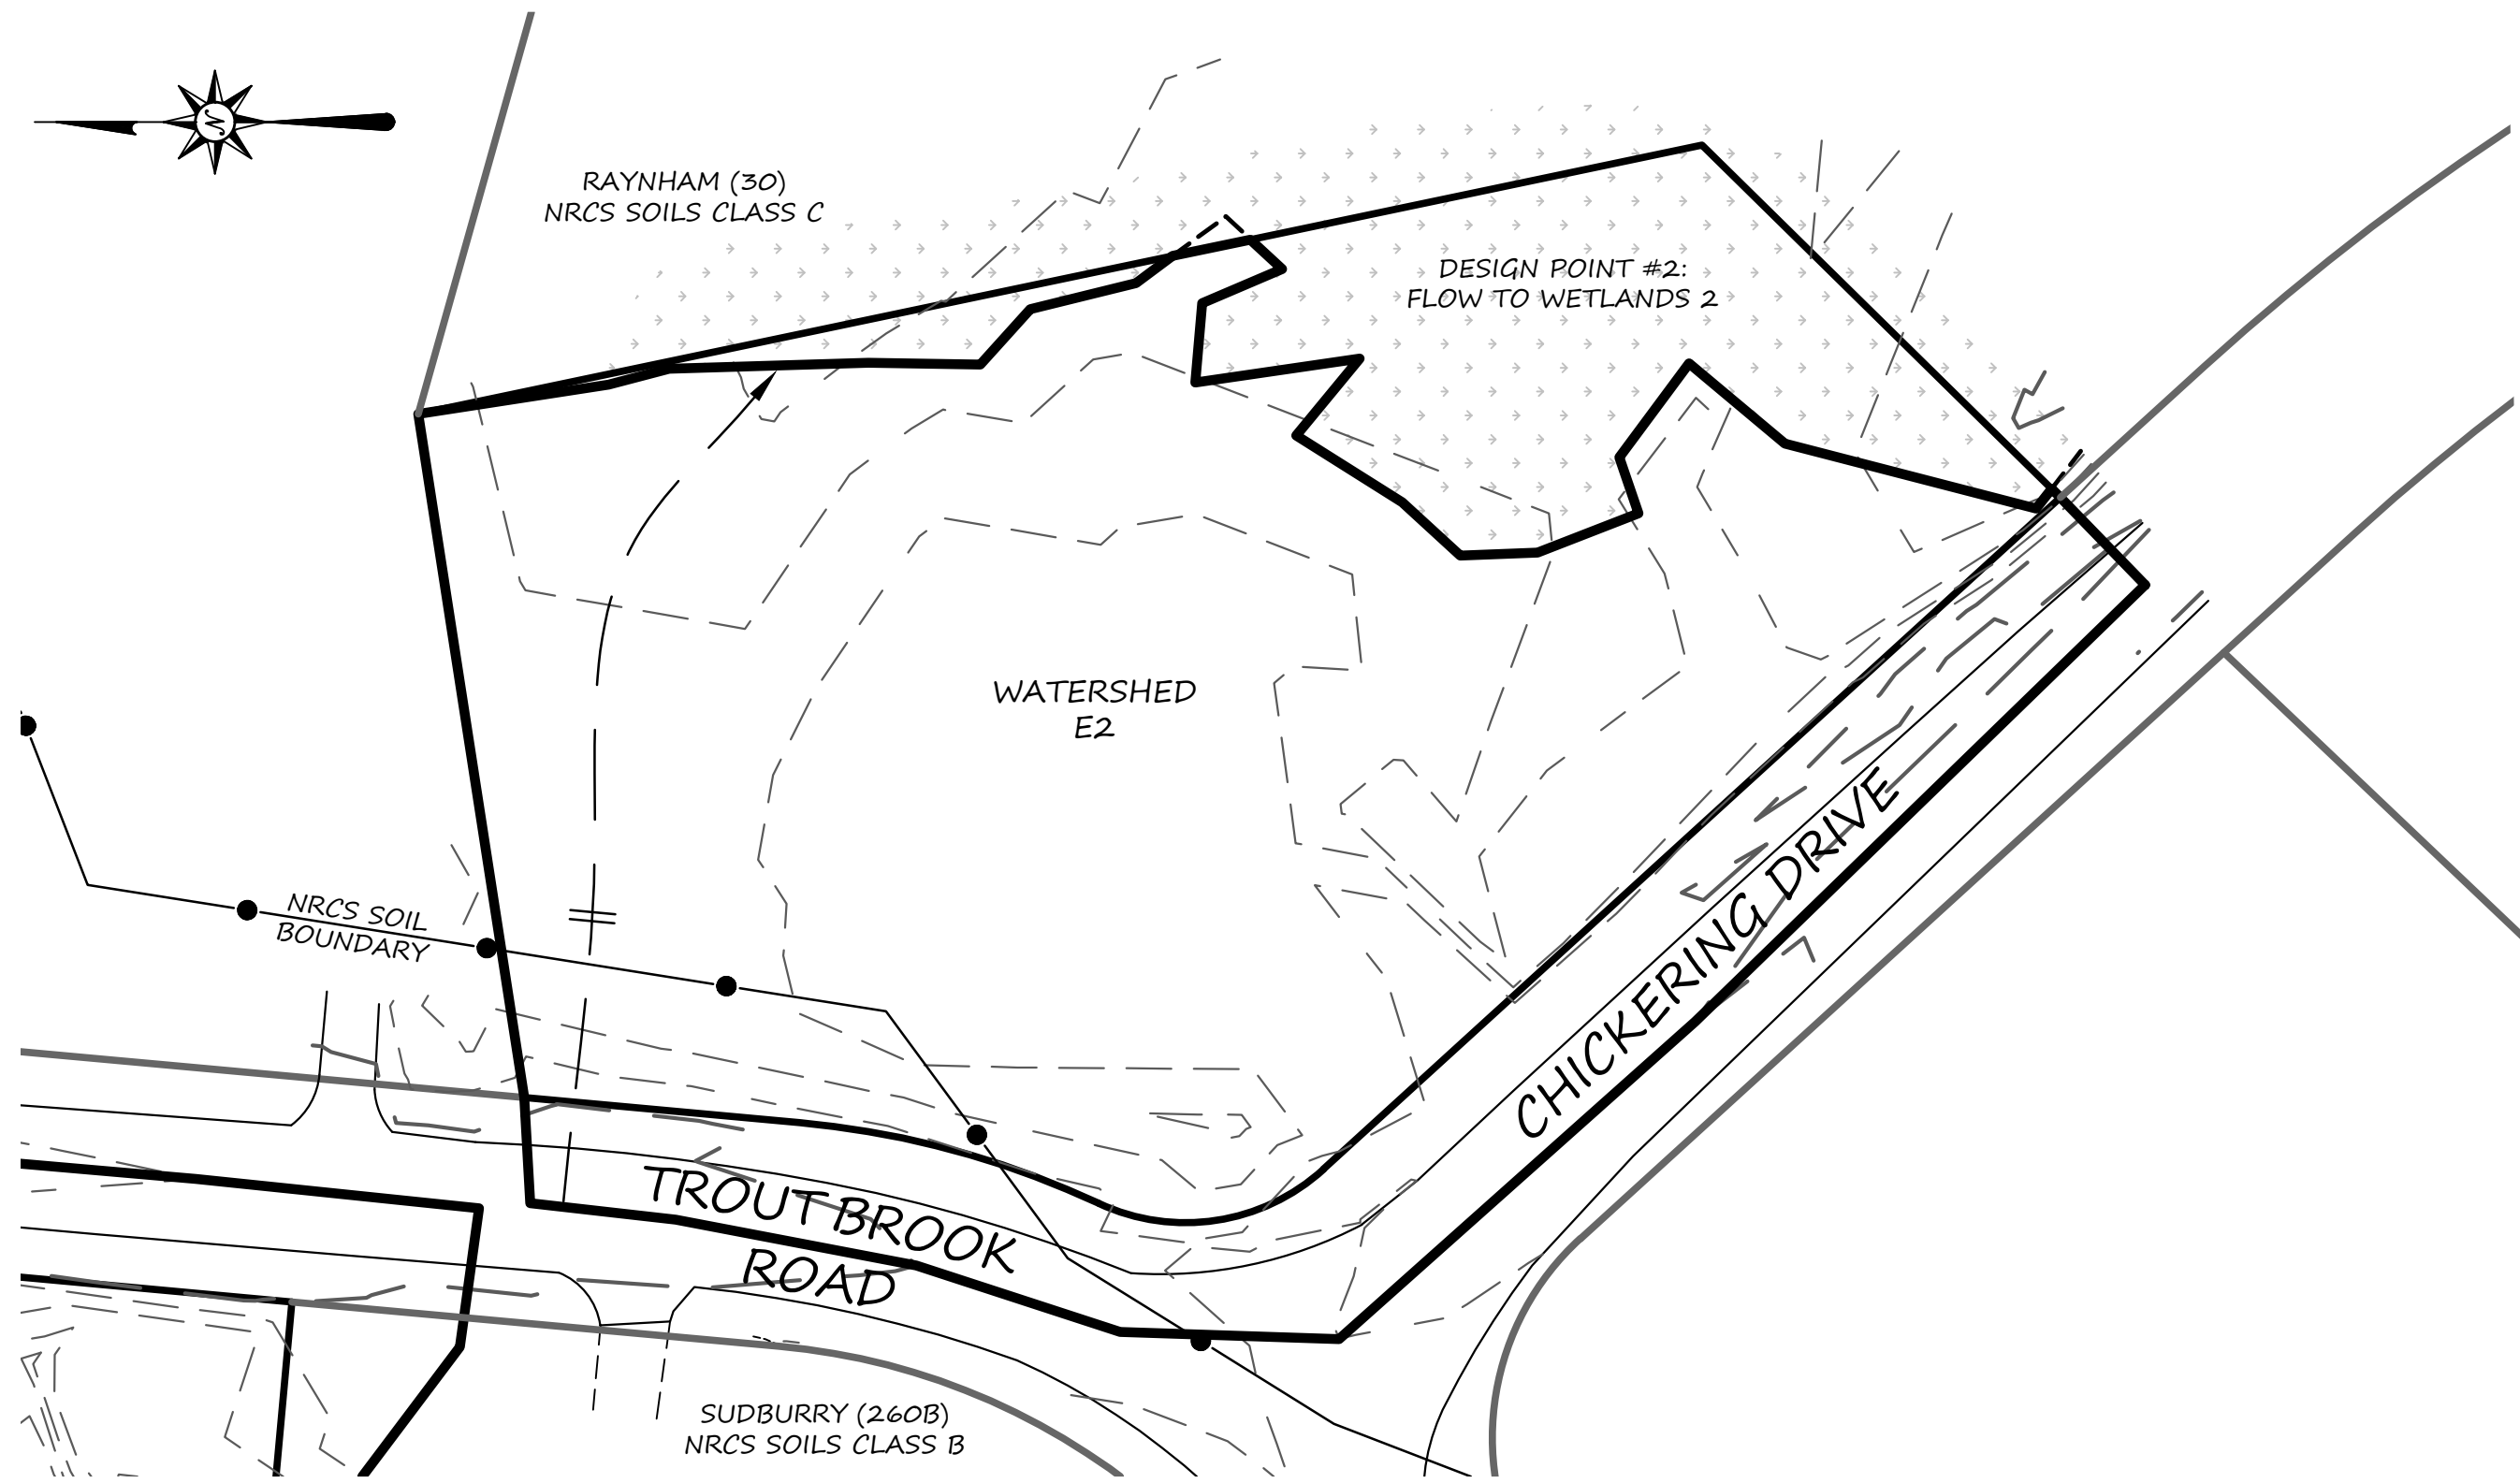 RAYNHAM (30)
NRCS SOILS CLASS C
DESIGN POINT #2:
FLOW TO WETLANDS 2
WATERSHED
E2
NRCS SOIL
BOUNDARY
CHICKERING DRIVE
TROUT BROOK
ROAD
SUDBURRY (260B)
NRCS SOILS CLASS B